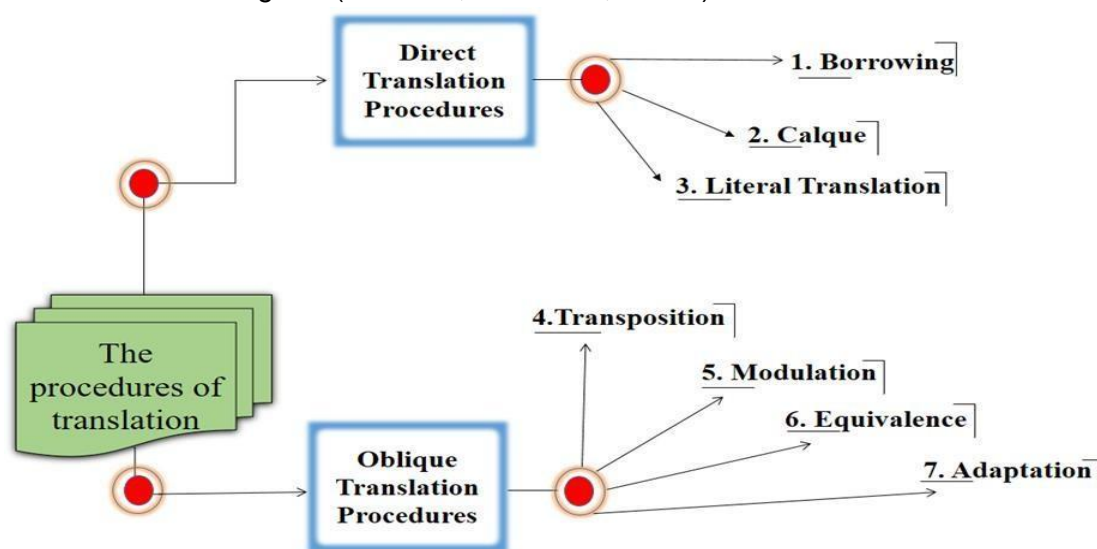 Direct
Translation
Procedures
1. Borrowing
2. Calque
3. Literal Translation
The
procedures of
translation
4.Transposition
5. Modulation
6. Equivalence
7. Adaptation
Oblique
Translation
Procedures